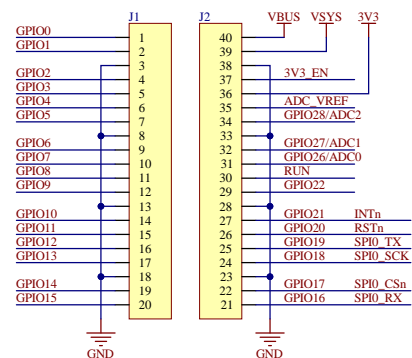 J1 J2 VBUS VSYS 3V3
GPIO0 1 40
GPIO1 2 39
3 38
GPIO2 4 37 3V3_EN
GPIO3 5 36
GPIO4 6 35 ADC_VREF
GPIO5 7 34 GPIO28/ADC2
8 33
GPIO6 9 32 GPIO27/ADC1
GPIO7 10 31 GPIO26/ADC0
GPIO8 11 30 RUN
GPIO9 12 29 GPIO22
13 28
GPIO10 14 27 GPIO21 INTn
GPIO11 15 26 GPIO20 RSTn
GPIO12 16 25 GPIO19 SPI0_TX
GPIO13 17 24 GPIO18 SPI0_SCK
18 23
GPIO14 19 22 GPIO17 SPI0_CSn
GPIO15 20 21 GPIO16 SPI0_RX
GND GND